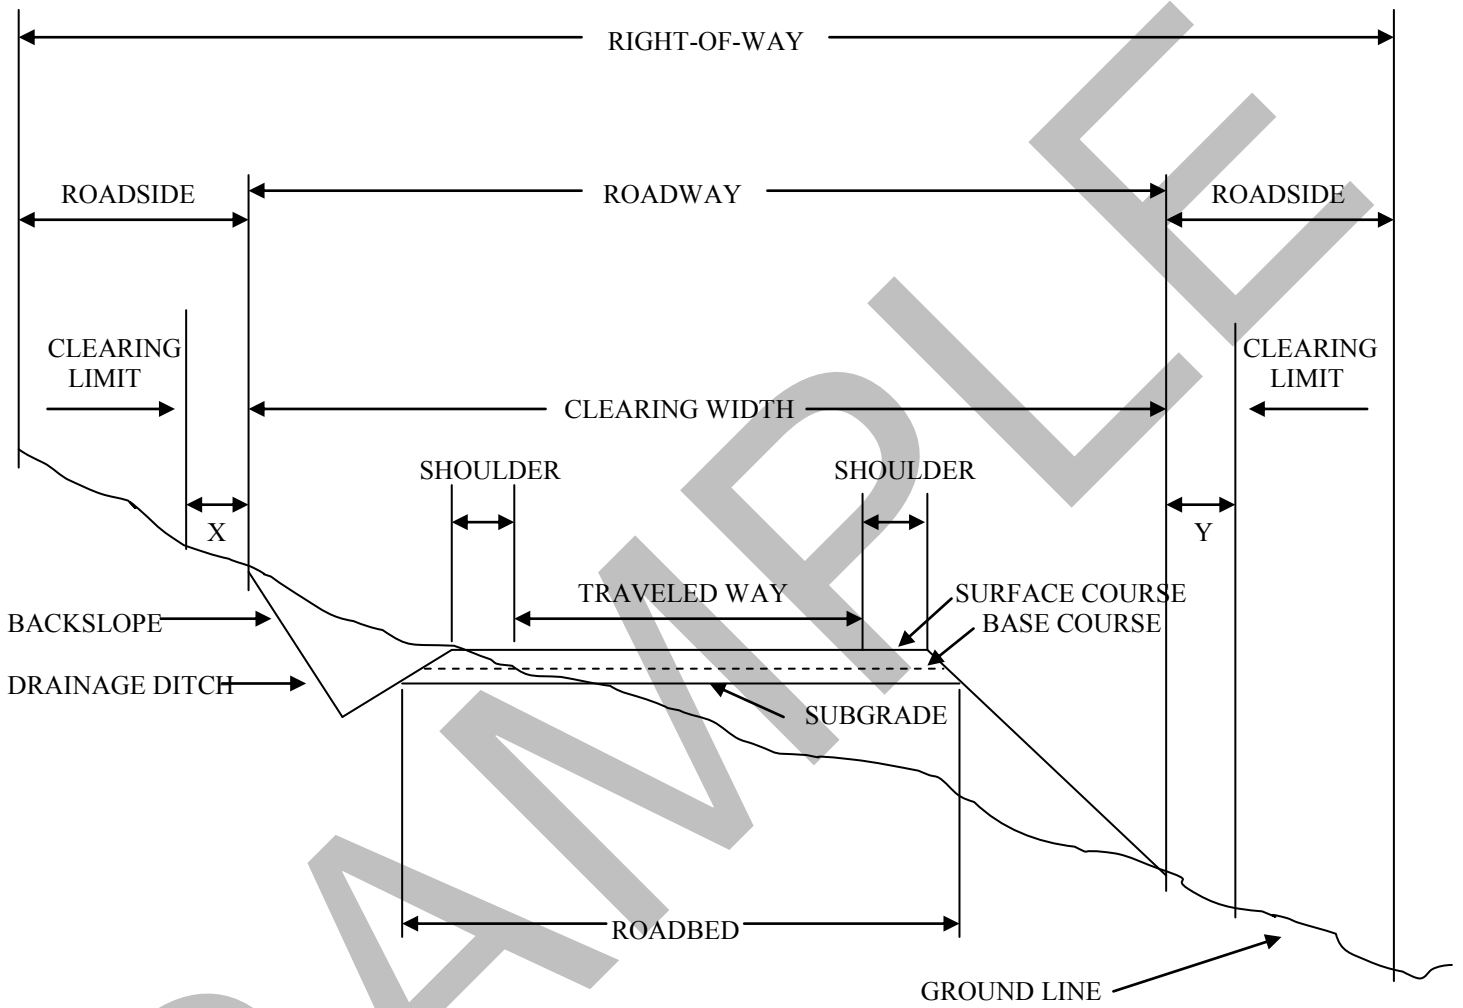 RIGHT-OF-WAY
ROADSIDE
ROADWAY
ROADSIDE
CLEARING
LIMIT
CLEARING
LIMIT
CLEARING WIDTH
SHOULDER
SHOULDER
X
Y
TRAVELED WAY
SURFACE COURSE
BASE COURSE
BACKSLOPE
DRAINAGE DITCH
SUBGRADE
ROADBED
GROUND LINE
SAMPLE